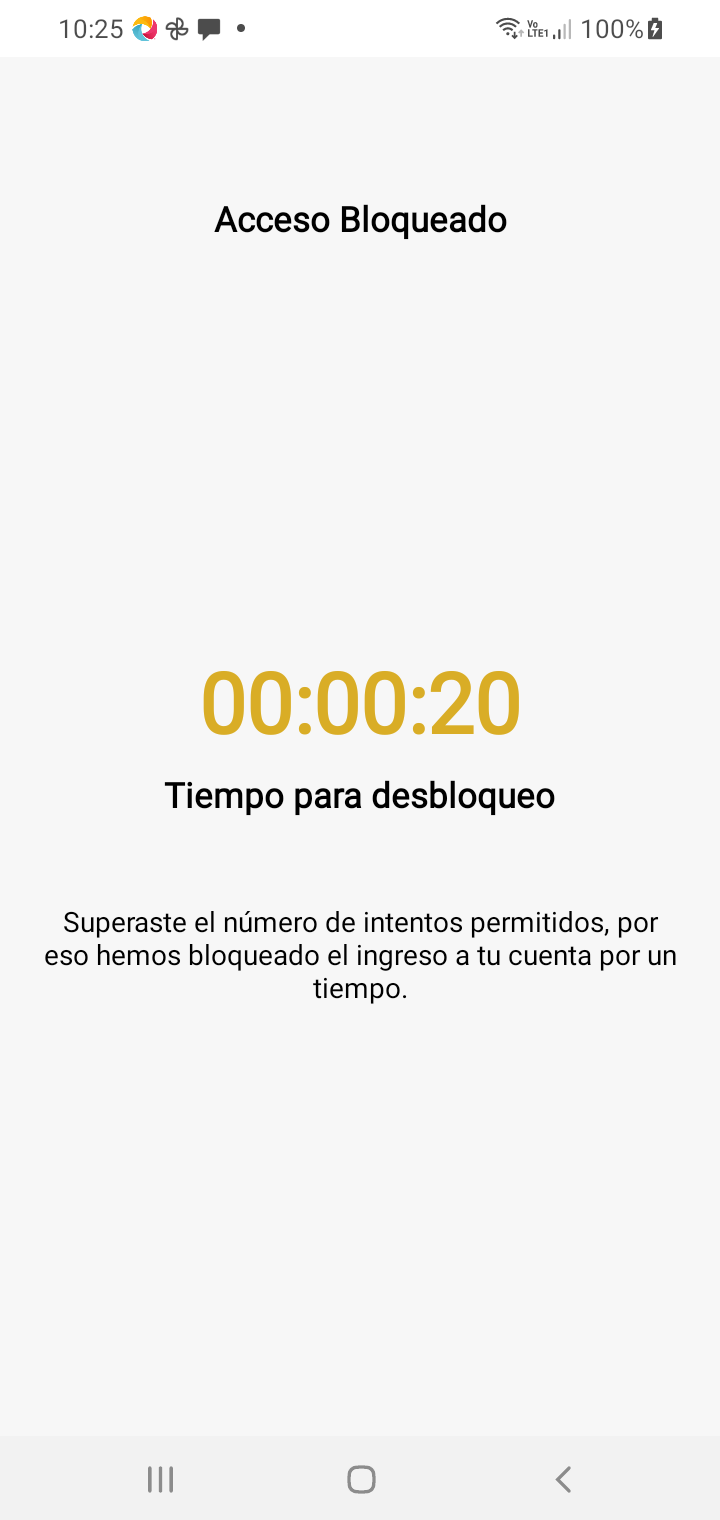 10:25
Vo LTE1 100%
Acceso Bloqueado
00:00:20
Tiempo para desbloqueo
Superaste el número de intentos permitidos, por
eso hemos bloqueado el ingreso a tu cuenta por un
tiempo.